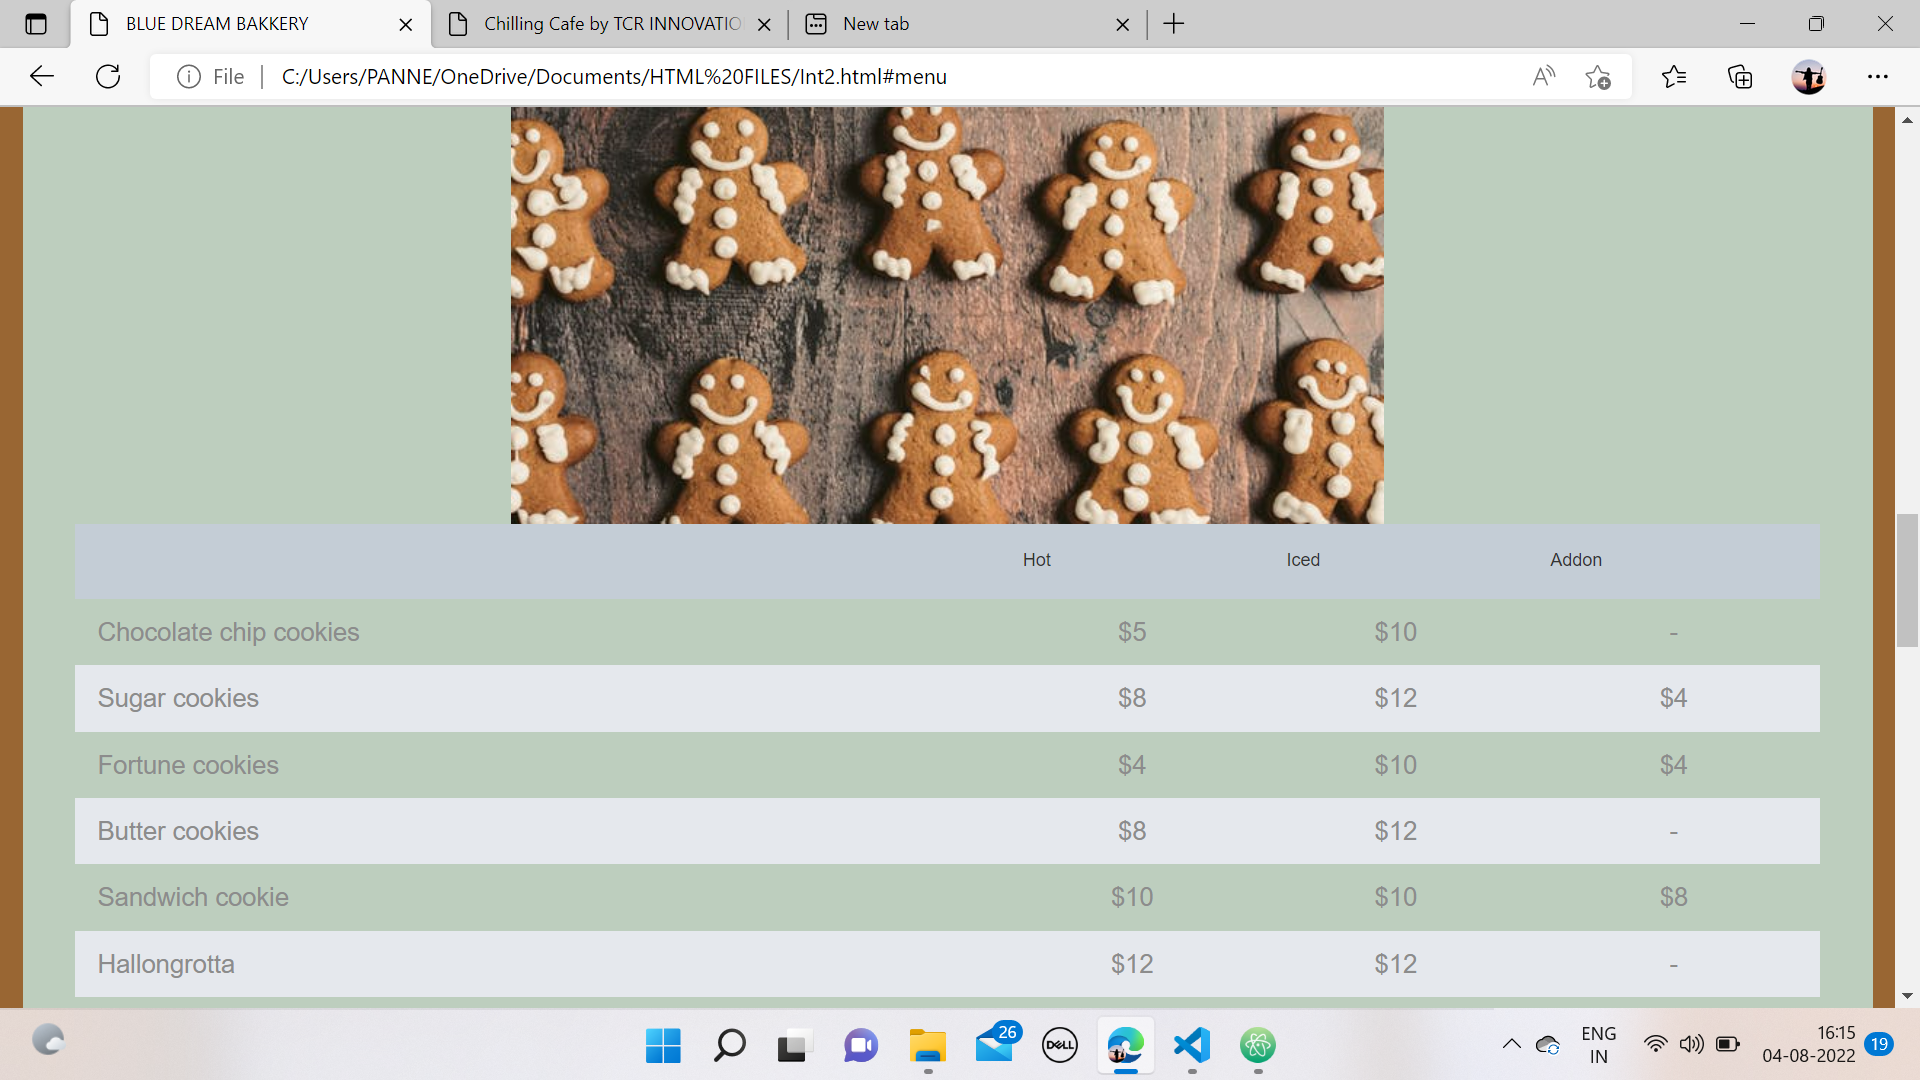 BLUE DREAM BAKKERY
Chilling Cafe by TCR INNOVATIO
New tab
File
C:/Users/PANNE/OneDrive/Documents/HTML%20FILES/Int2.html#menu
Hot Iced Addon
Chocolate chip cookies $5 $10 -
Sugar cookies $8 $12 $4
Fortune cookies $4 $10 $4
Butter cookies $8 $12 -
Sandwich cookie $10 $10 $8
Hallongrotta $12 $12 -
26
DELL
ENG
IN
16:15
04-08-2022
19